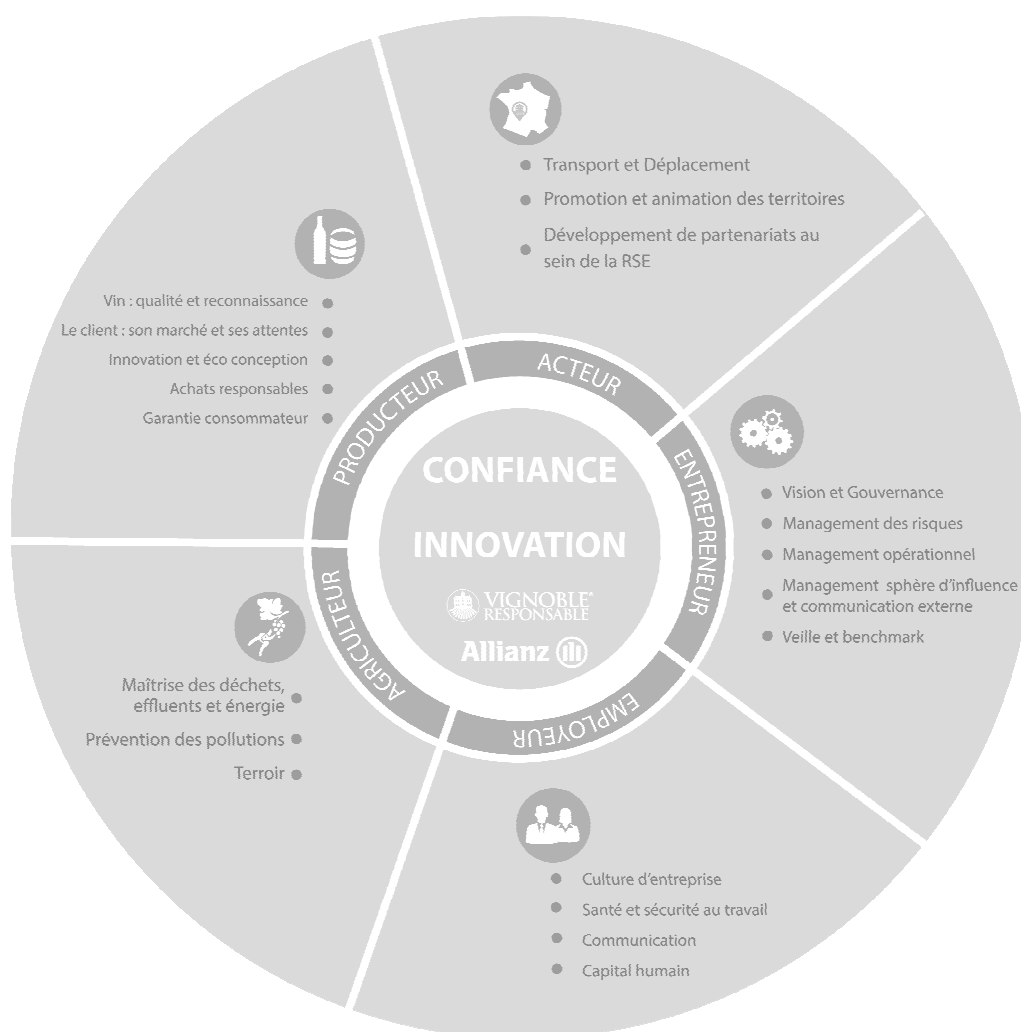 Transport et Déplacement
Promotion et animation des territoires
Développement de partenariats au
sein de la RSE
Vin : qualité et reconnaissance
Le client : son marché et ses attentes
Innovation et éco conception
Achats responsables
Garantie consommateur
PRODUCTEUR
ACTEUR
ENTREPRENEUR
EMPLOYEUR
AGRICULTEUR
CONFIANCE
INNOVATION
VIGNOBLE®
RESPONSABLE
Allianz
Vision et Gouvernance
Management des risques
Management opérationnel
Management sphère d'influence
et communication externe
Veille et benchmark
Maîtrise des déchets,
effluents et énergie
Prévention des pollutions
Terroir
Culture d'entreprise
Santé et sécurité au travail
Communication
Capital humain